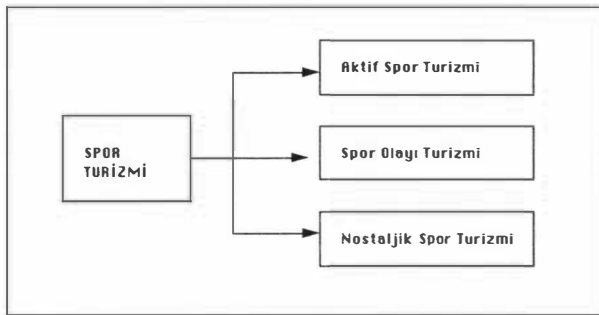 Aktif Spor Turizmi
SPOR
TURİZMİ
Spor Olayı Turizmi
Nostaljik Spor Turizmi